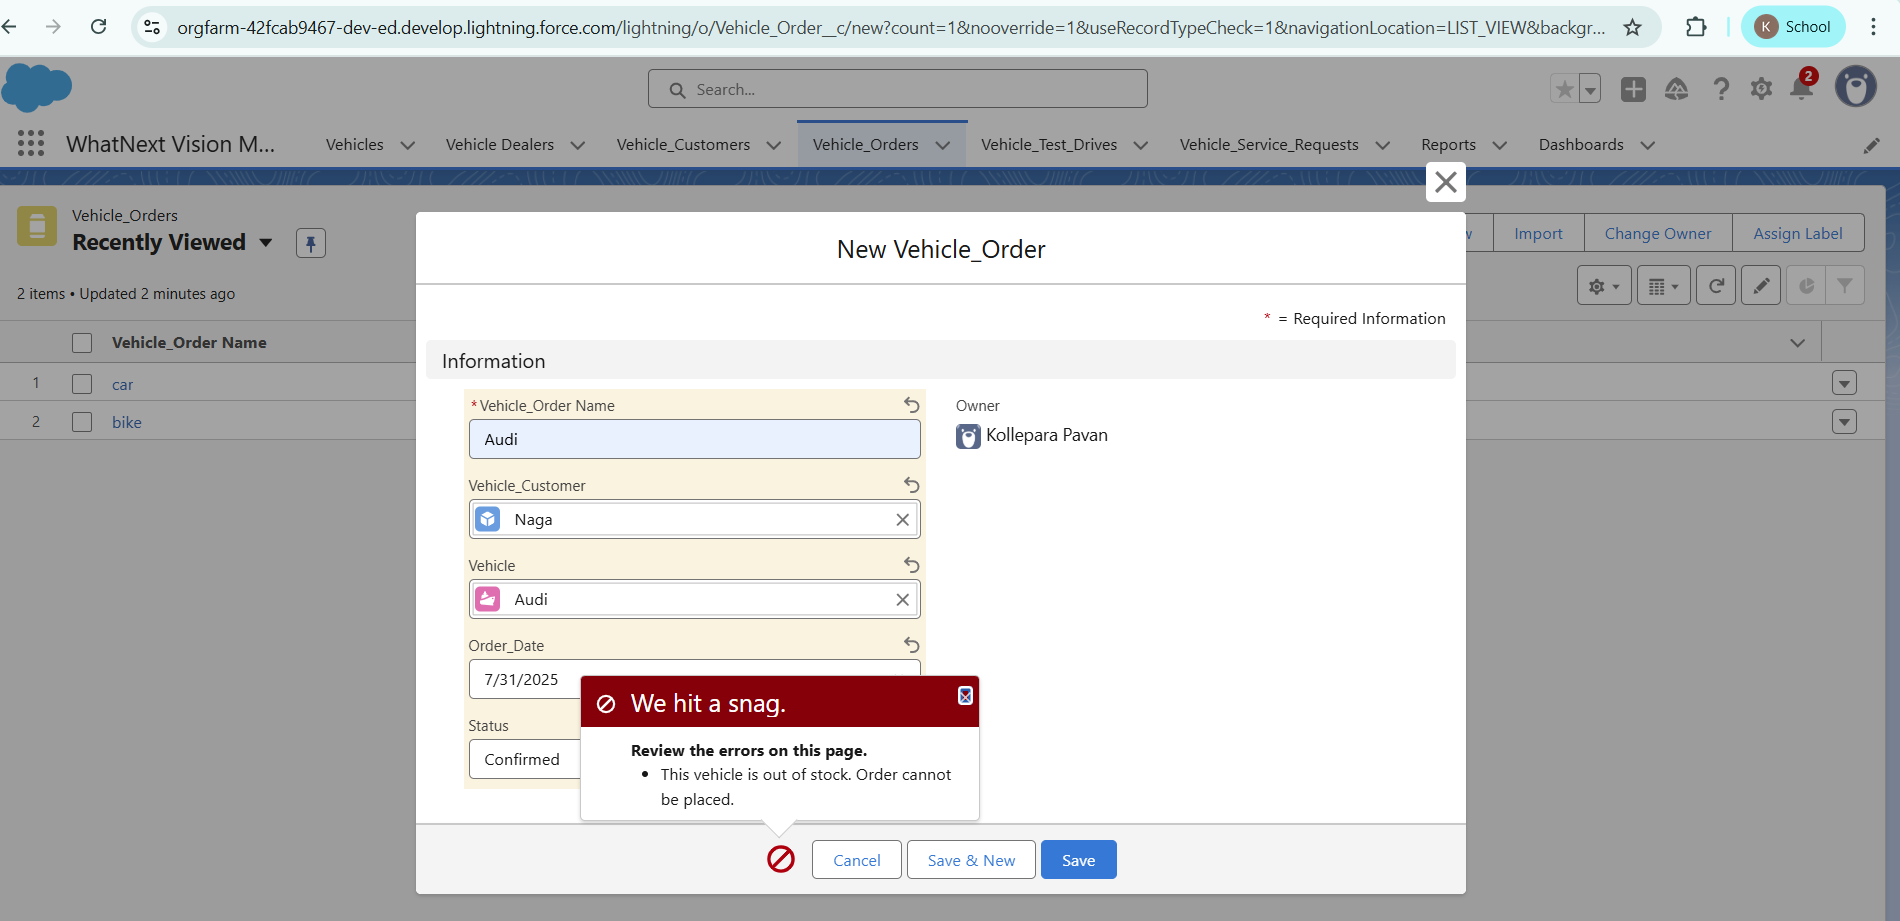 orgfarm-42fcab9467-dev-ed.develop.lightning.force.com/lightning/o/Vehicle_Order__c/new?count=1&nooverride=1&useRecordTypeCheck=1&navigationLocation=LIST_VIEW&backgr...
K School
Search...
2
WhatNext Vision M...
Vehicles
Vehicle Dealers
Vehicle_Customers
Vehicle_Orders
Vehicle_Test_Drives
Vehicle_Service_Requests
Reports
Dashboards
Vehicle_Orders
Recently Viewed
Import
Change Owner
Assign Label
2 items • Updated 2 minutes ago
Vehicle_Order Name
1 car
2 bike
New Vehicle_Order
* = Required Information
Information
*Vehicle_Order Name
Audi
Owner
Kollepara Pavan
Vehicle_Customer
Naga
Vehicle
Audi
Order_Date
7/31/2025
Status
Confirmed
We hit a snag.
Review the errors on this page.
• This vehicle is out of stock. Order cannot
be placed.
Cancel
Save & New
Save